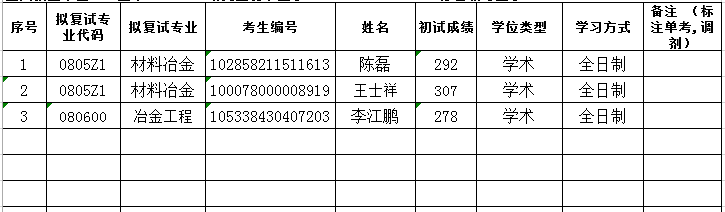 序号 拟复试专业代码 拟复试专业 考生编号 姓名 初试成绩 学位类型 学习方式 备注 （标注单考,调剂）
1 0805Z1 材料冶金 102858211511613 陈磊 292 学术 全日制
2 0805Z1 材料冶金 100078000008919 王士祥 307 学术 全日制
3 080600 冶金工程 105338430407203 李江鹏 278 学术 全日制